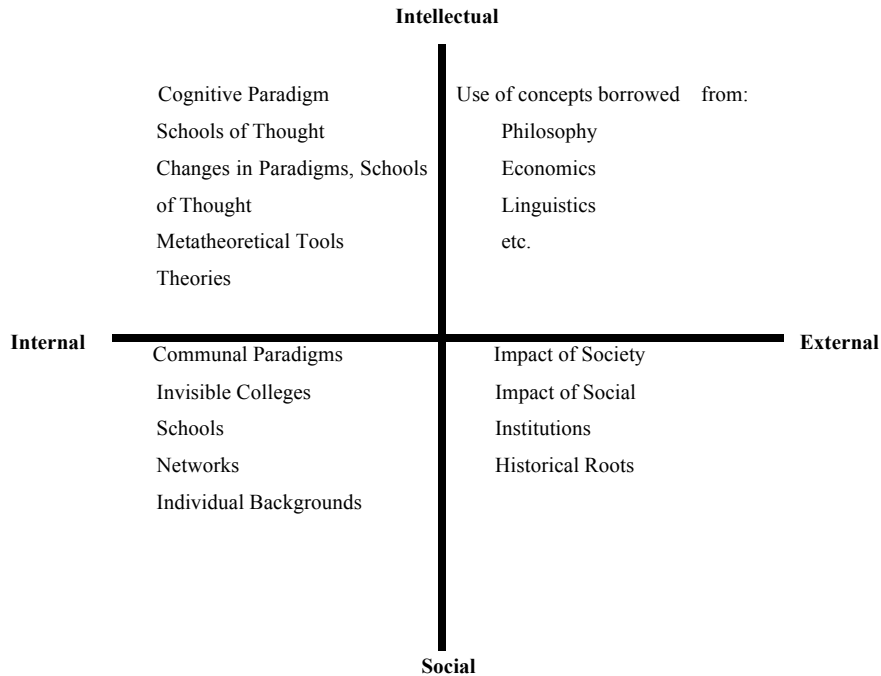 Intellectual
Cognitive Paradigm
Schools of Thought
Changes in Paradigms, Schools
of Thought
Metatheoretical Tools
Theories
Use of concepts borrowed from:
Philosophy
Economics
Linguistics
etc.
Internal
External
Communal Paradigms
Invisible Colleges
Schools
Networks
Individual Backgrounds
Impact of Society
Impact of Social
Institutions
Historical Roots
Social